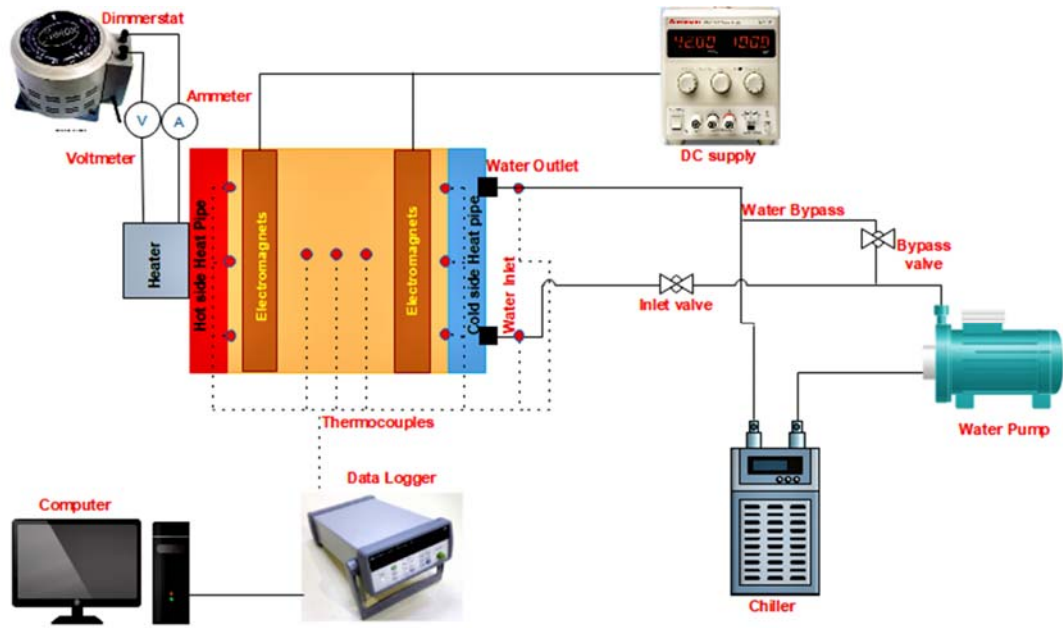 Dimmerstat
Ammeter
V
A
Voltmeter
Heater
Hot side Heat Pipe
Electromagnets
Electromagnets
Cold side Heat pipe
Water Outlet
Water Inlet
DC supply
Water Bypass
Bypass
valve
Inlet valve
Water Pump
Thermocouples
Data Logger
Computer
Chiller